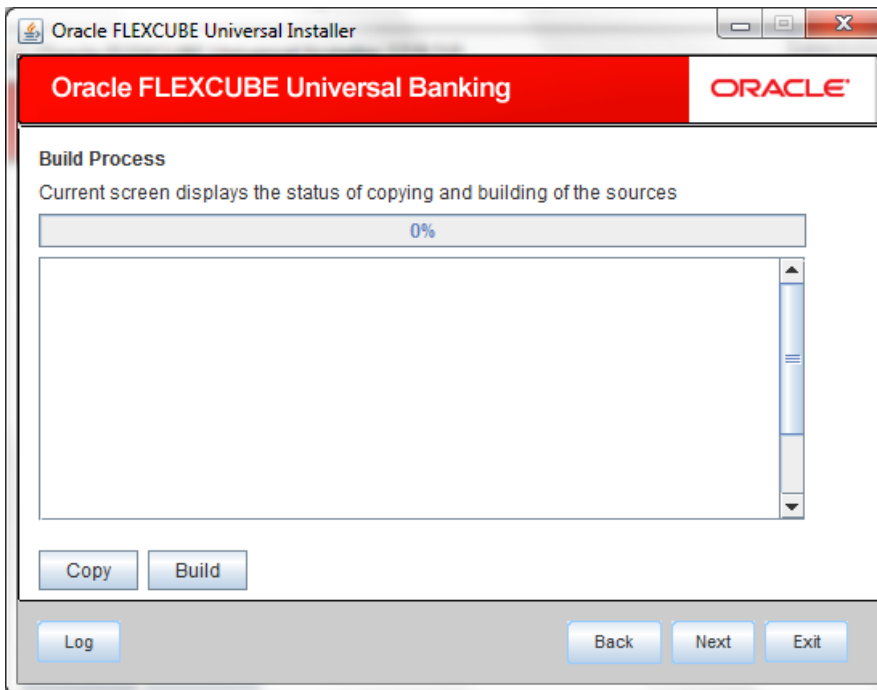 Oracle FLEXCUBE Universal Installer
Oracle FLEXCUBE Universal Banking
ORACLE
Build Process
Current screen displays the status of copying and building of the sources
0%
Copy Build
Log Back Next Exit